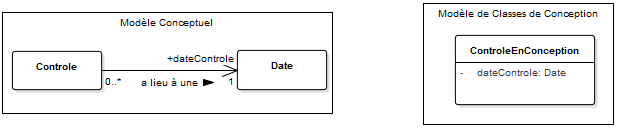 Modèle Conceptuel
+dateControle
Controle
Date
0..*
a lieu à une
1
Modèle de Classes de Conception
ControleEnConception
- dateControle: Date